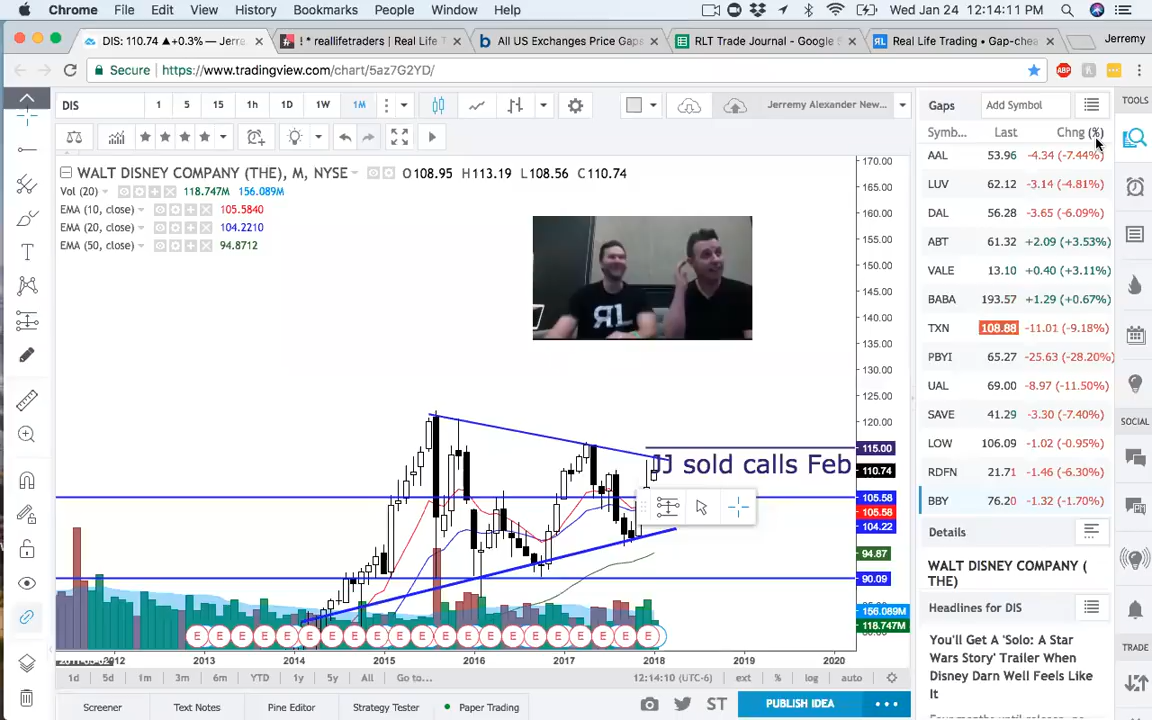 Chrome File Edit View History Bookmarks People Window Help Wed Jan 24 12:14:11 PM
DIS: 110.74 ▲+0.3% — Jerre
! * reallifetraders | Real Life T
All US Exchanges Price Gaps
RLT Trade Journal - Google S
Real Life Trading • Gap-chea
Jerremy
Secure | https://www.tradingview.com/chart/5az7G2YD/
DIS 1 5 15 1h 1D 1W 1M Jerremy Alexander New...
Gaps Add Symbol TOOLS
Symb... Last Chng (%)
WALT DISNEY COMPANY (THE), M, NYSE O108.95 H113.19 L108.56 C110.74
Vol (20) 118.747M 156.089M
EMA (10, close) 105.5840
EMA (20, close) 104.2210
EMA (50, close) 94.8712
AAL 53.96 -4.34 (-7.44%)
LUV 62.12 -3.14 (-4.81%)
DAL 56.28 -3.65 (-6.09%)
ABT 61.32 +2.09 (+3.53%)
VALE 13.10 +0.40 (+3.11%)
BABA 193.57 +1.29 (+0.67%)
TXN 108.88 -11.01 (-9.18%)
PBYI 65.27 -25.63 (-28.20%)
UAL 69.00 -8.97 (-11.50%)
SAVE 41.29 -3.30 (-7.40%)
LOW 106.09 -1.02 (-0.95%)
RDFN 21.71 -1.46 (-6.30%)
BBY 76.20 -1.32 (-1.70%)
SOCIAL
RL
JJ sold calls Feb
170.00
165.00
160.00
155.00
150.00
145.00
140.00
135.00
130.00
125.00
120.00
115.00
110.74
105.58
105.58
104.22
94.87
90.09
156.089M
118.747M
E E E E E E E E E E E E E E E E E E E E E
2012 2013 2014 2015 2016 2017 2018 2019 2020
1d 5d 1m 3m 6m YTD 1y 5y All Go to... 12:14:10 (UTC-6) ext % log auto
Screener Text Notes Pine Editor Strategy Tester Paper Trading ST PUBLISH IDEA
Details
WALT DISNEY COMPANY (
THE)
Headlines for DIS
You'll Get A 'Solo: A Star
Wars Story' Trailer When
Disney Darn Well Feels Like
It
TRADE